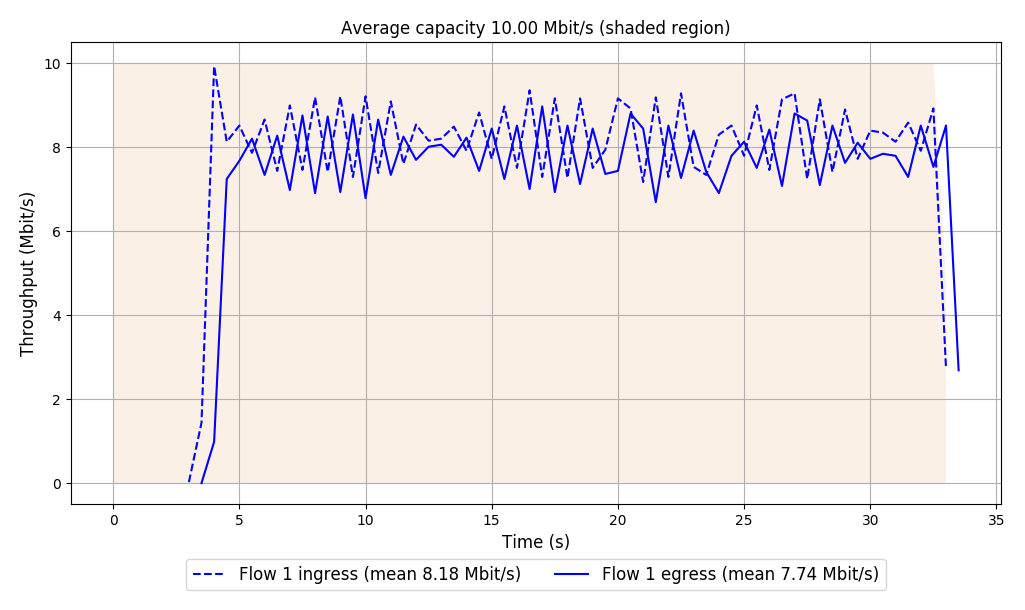 Average capacity 10.00 Mbit/s (shaded region)
10
8
6
4
2
0
Throughput (Mbit/s)
0 5 10 15 20 25 30 35
Time (s)
Flow 1 ingress (mean 8.18 Mbit/s) Flow 1 egress (mean 7.74 Mbit/s)